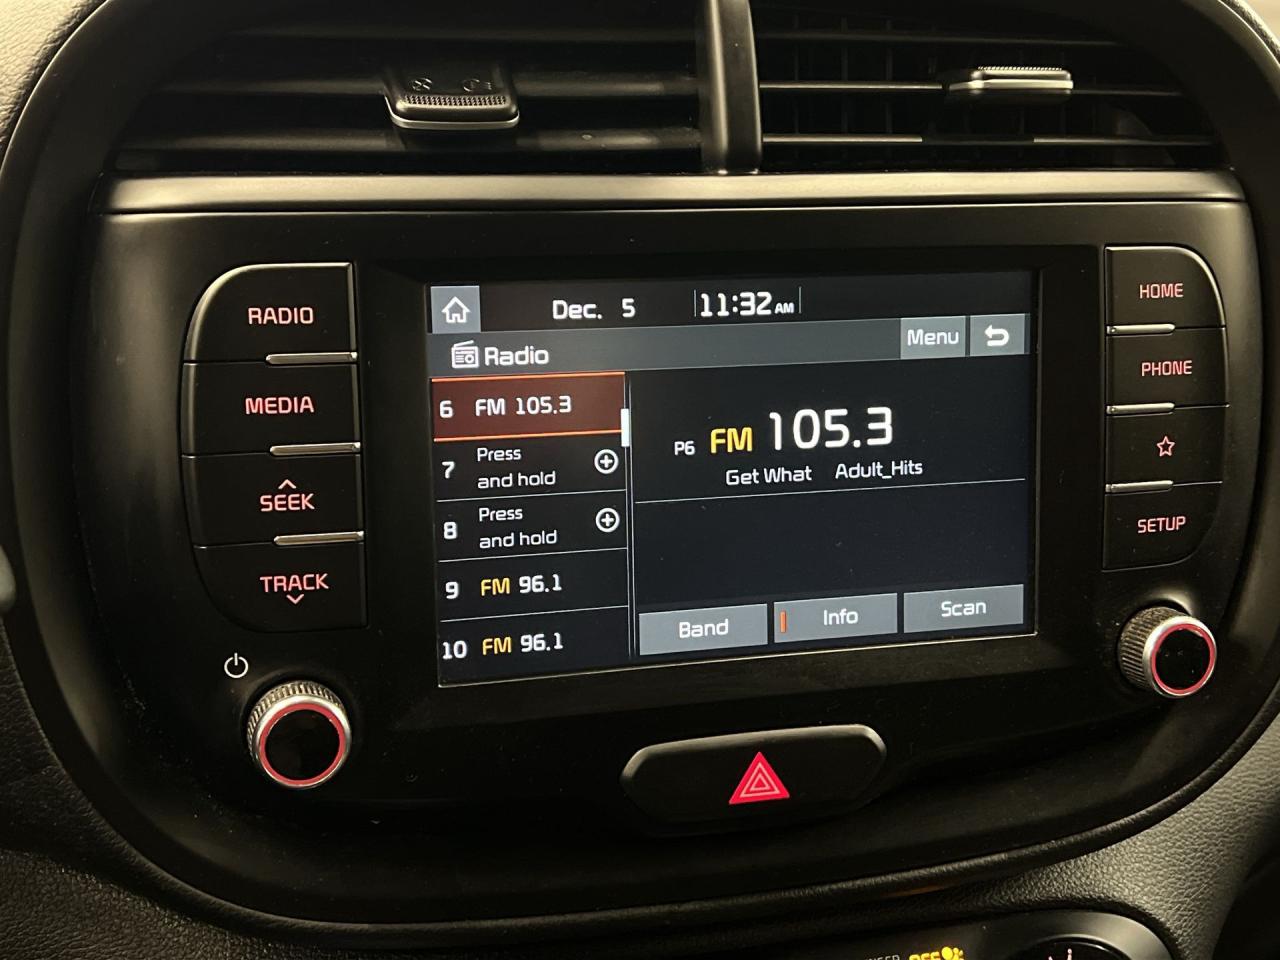 RADIO
MEDIA
SEEK
TRACK
Dec. 5 11:32 AM
Radio
Menu
6 FM 105.3
7 Press
and hold
8 Press
and hold
9 FM 96.1
10 FM 96.1
P6 FM 105.3
Get What Adult_Hits
Band
Info
Scan
HOME
PHONE
SETUP
OFF